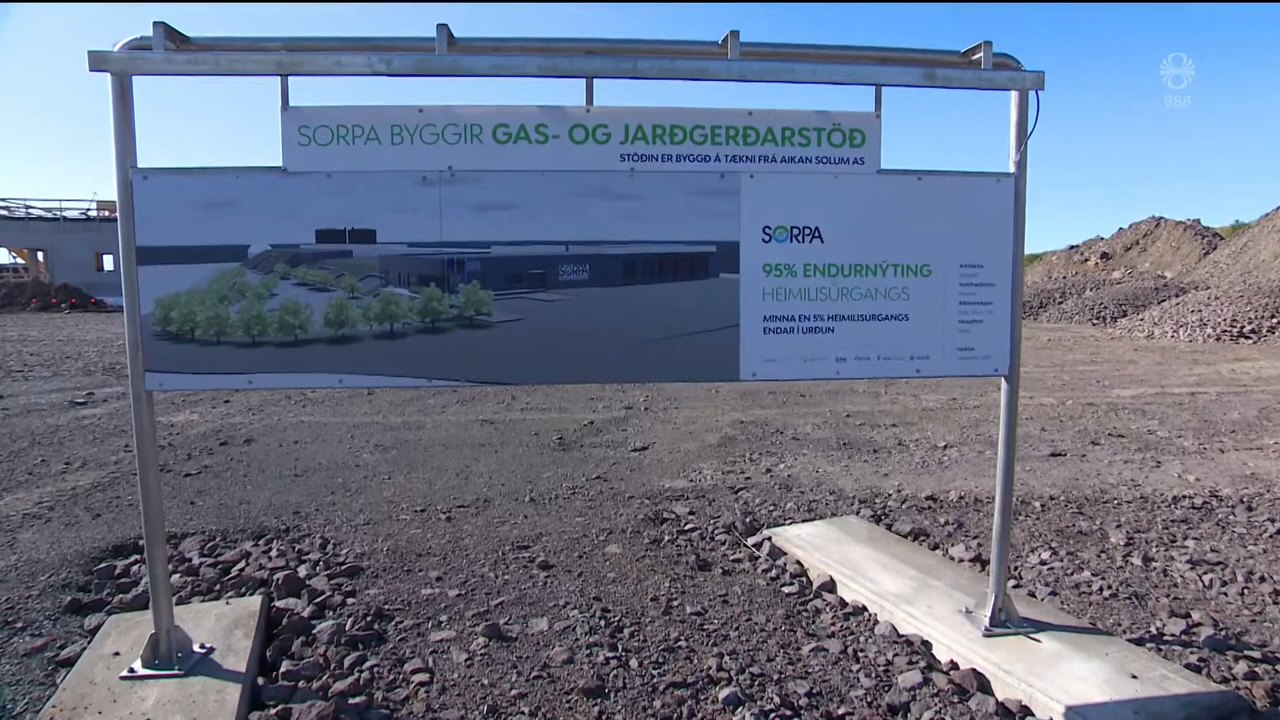 SORPA BYGGIR GAS- OG JARÐGERÐARSTÖÐ
STÖÐIN ER BYGGÐ Á TÆKNI FRÁ AIKAN SOLUM AS
SORPA
SORPA
95% ENDURNÝTING
HEIMILISÚRGANGS
MINNA EN 5% HEIMILISÚRGANGS
ENDAR Í URÐUN